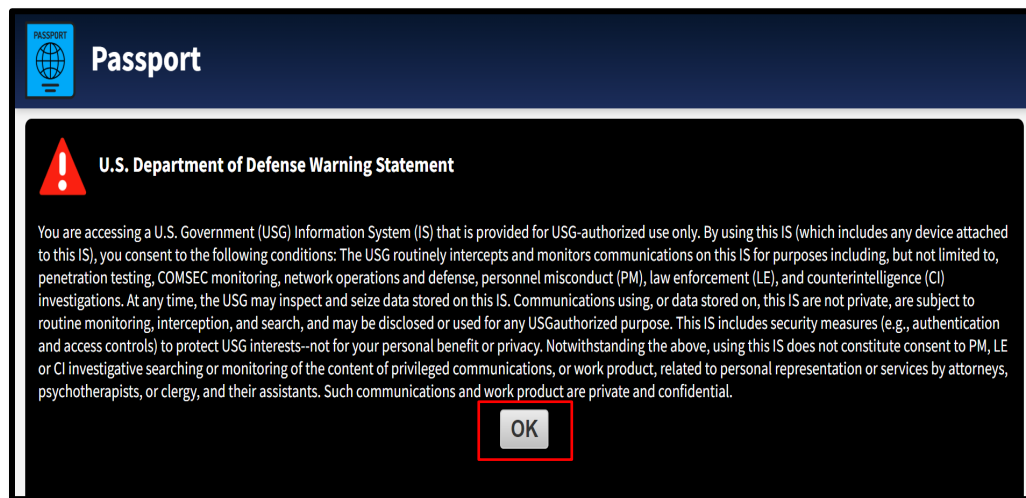 PASSPORT
Passport
U.S. Department of Defense Warning Statement
You are accessing a U.S. Government (USG) Information System (IS) that is provided for USG-authorized use only. By using this IS (which includes any device attached
to this IS), you consent to the following conditions: The USG routinely intercepts and monitors communications on this IS for purposes including, but not limited to,
penetration testing, COMSEC monitoring, network operations and defense, personnel misconduct (PM), law enforcement (LE), and counterintelligence (CI)
investigations. At any time, the USG may inspect and seize data stored on this IS. Communications using, or data stored on, this IS are not private, are subject to
routine monitoring, interception, and search, and may be disclosed or used for any USGauthorized purpose. This IS includes security measures (e.g., authentication
and access controls) to protect USG interests--not for your personal benefit or privacy. Notwithstanding the above, using this IS does not constitute consent to PM, LE
or CI investigative searching or monitoring of the content of privileged communications, or work product, related to personal representation or services by attorneys,
psychotherapists, or clergy, and their assistants. Such communications and work product are private and confidential.
OK